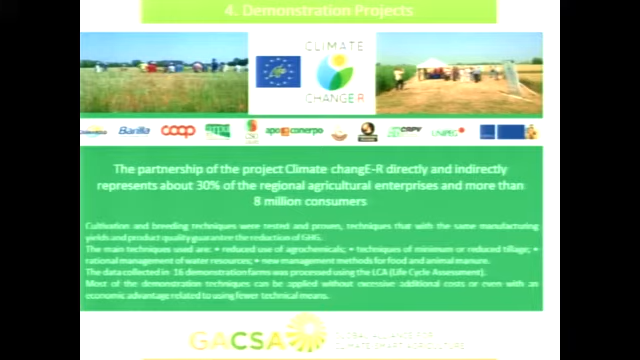 4. Demonstration Projects
CLIMATE
CHANGE R
Barilla
coop
arpa
apo conerpo
CRPV
UNIPEG
The partnership of the project Climate changE-R directly and indirectly
represents about 30% of the regional agricultural enterprises and more than
8 million consumers
Cultivation and breeding techniques were tested and proven, techniques that with the same manufacturing
yields and product quality guarantee the reduction of GHG.
The main techniques used are: • reduced use of agrochemicals; • techniques of minimum or reduced tillage; •
rational management of water resources; • new management methods for food and animal manure.
The data collected in 16 demonstration farms was processed using the LCA (Life Cycle Assessment).
Most of the demonstration techniques can be applied without excessive additional costs or even with an
economic advantage related to using fewer technical means.
GACSA
GLOBAL ALLIANCE FOR
CLIMATE SMART AGRICULTURE